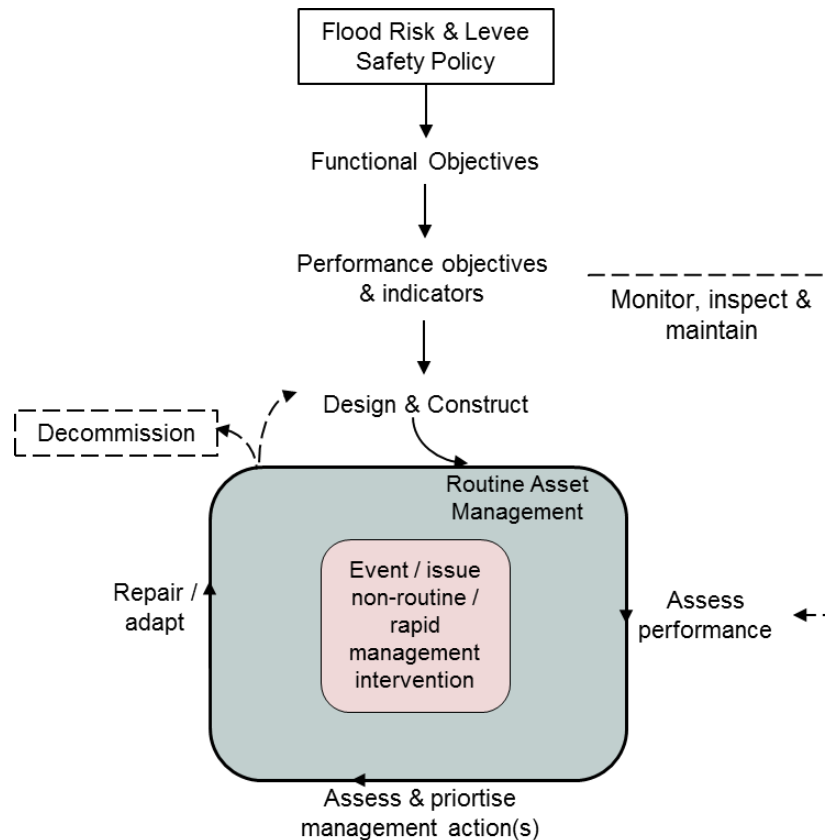 Flood Risk & Levee
Safety Policy
Functional Objectives
Performance objectives
& indicators
Monitor, inspect &
maintain
Design & Construct
Decommission
Routine Asset
Management
Event / issue
non-routine /
rapid
management
intervention
Repair /
adapt
Assess
performance
Assess & priortise
management action(s)